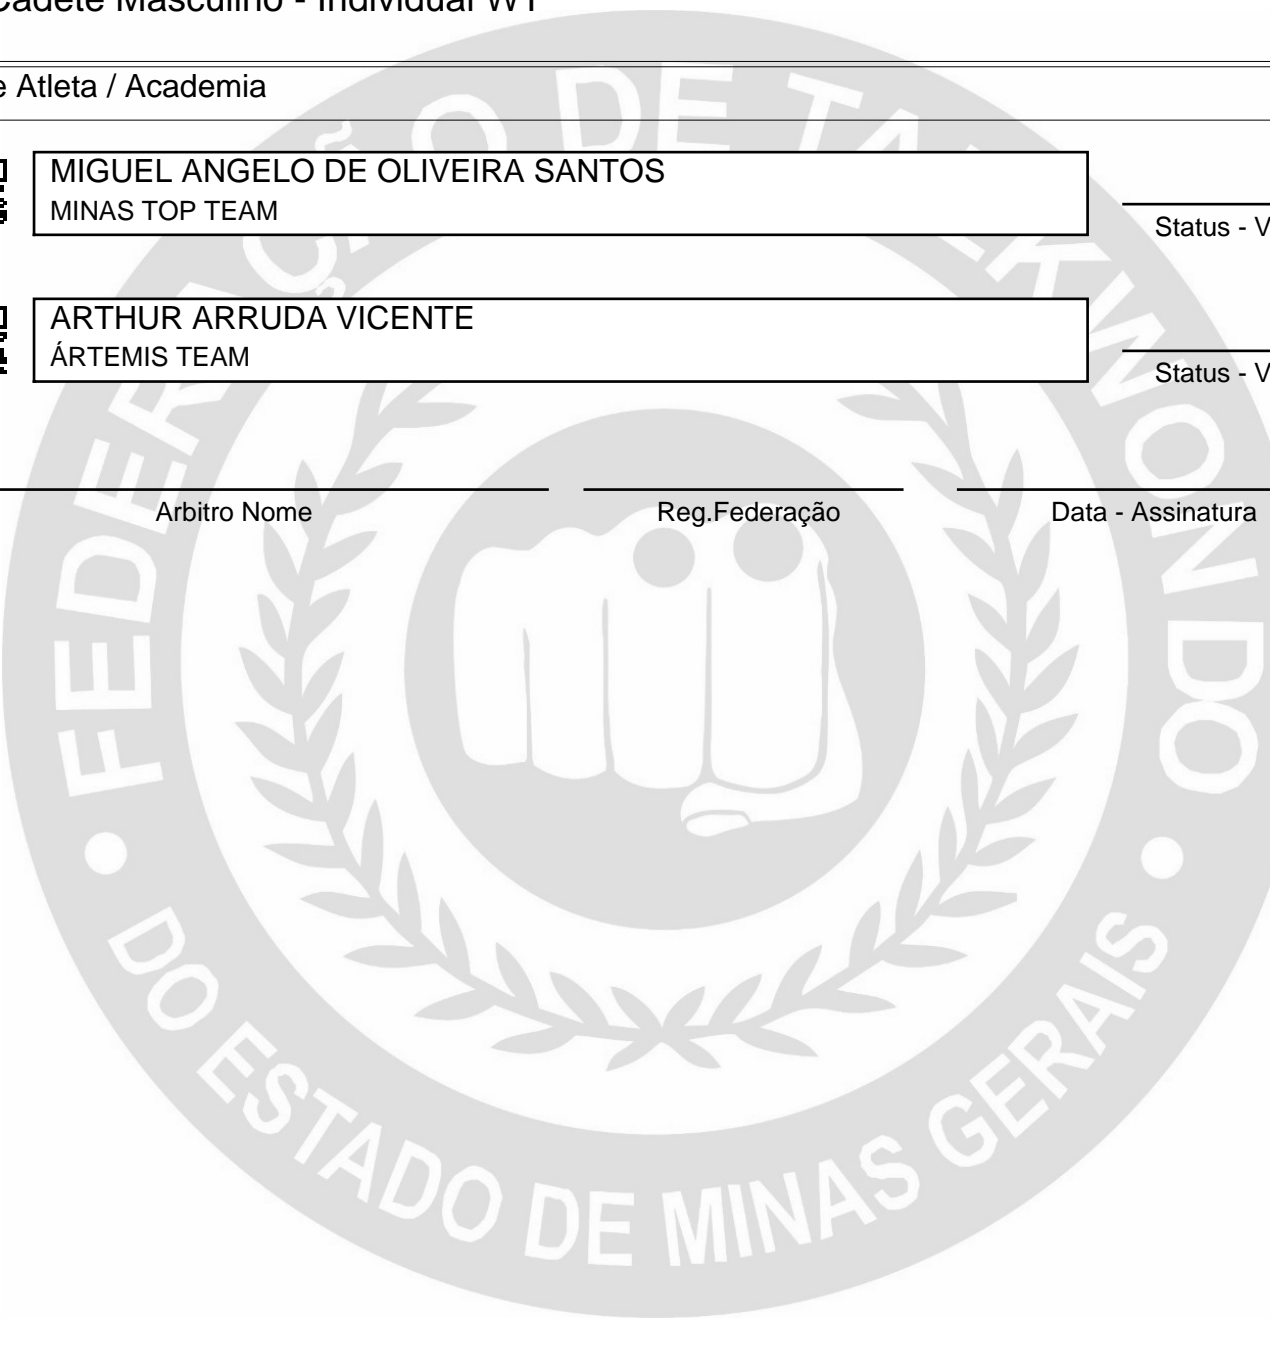 Cadete Masculino - Individual WT
e Atleta / Academia
MIGUEL ANGELO DE OLIVEIRA SANTOS
MINAS TOP TEAM
Status - V
ARTHUR ARRUDA VICENTE
ÁRTEMIS TEAM
Status - V
Arbitro Nome
Reg.Federação
Data - Assinatura
FEDERAÇÃO DE TAEKWONDO
DO ESTADO DE MINAS GERAIS